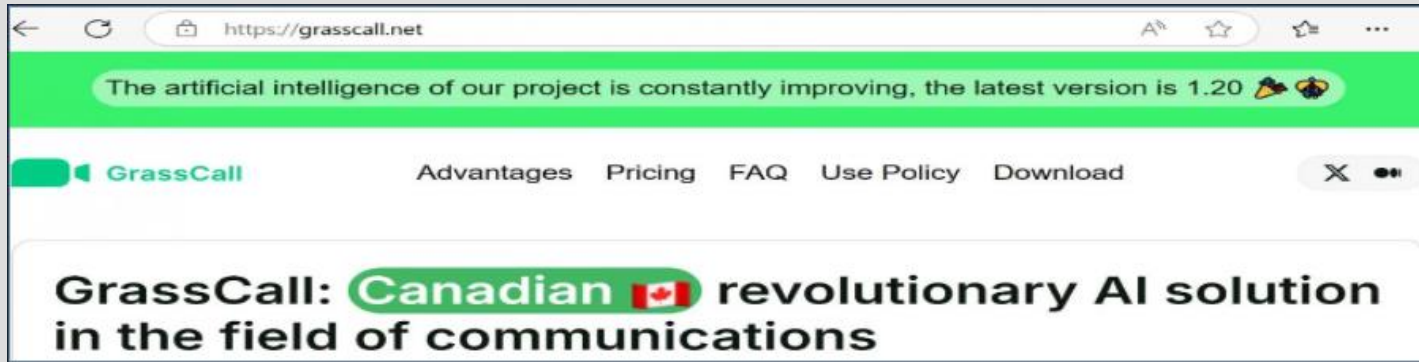 https://grasscall.net
The artificial intelligence of our project is constantly improving, the latest version is 1.20
GrassCall Advantages Pricing FAQ Use Policy Download
GrassCall: Canadian revolutionary AI solution
in the field of communications